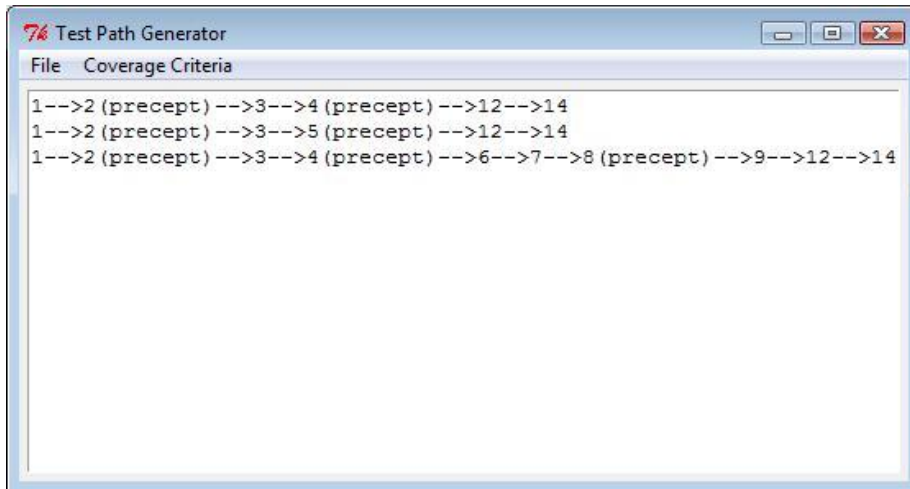 Test Path Generator
File Coverage Criteria
1-->2(precept)-->3-->4(precept)-->12-->14
1-->2(precept)-->3-->5(precept)-->12-->14
1-->2(precept)-->3-->4(precept)-->6-->7-->8(precept)-->9-->12-->14